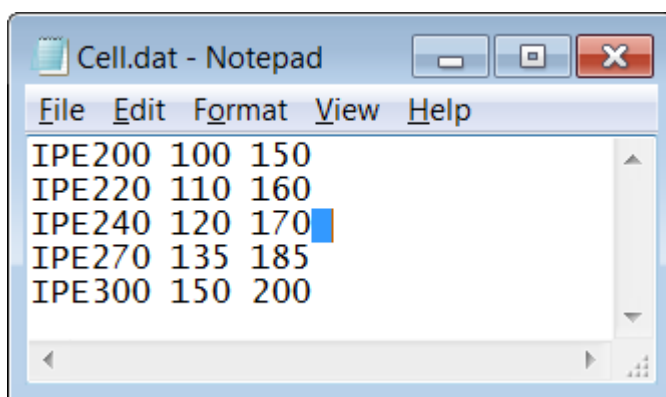 Cell.dat - Notepad
File Edit Format View Help
IPE200 100 150
IPE220 110 160
IPE240 120 170
IPE270 135 185
IPE300 150 200